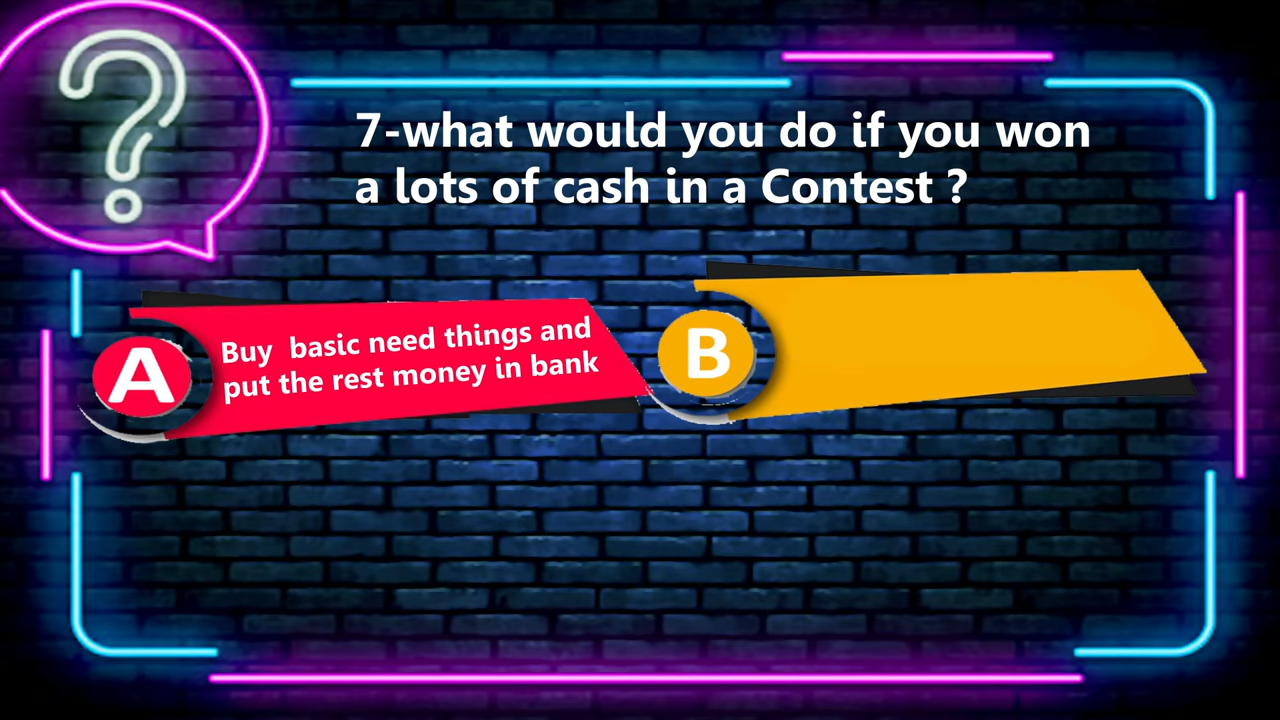 7-what would you do if you won
a lots of cash in a Contest ?
A
Buy  basic need things and
put the rest money in bank
B